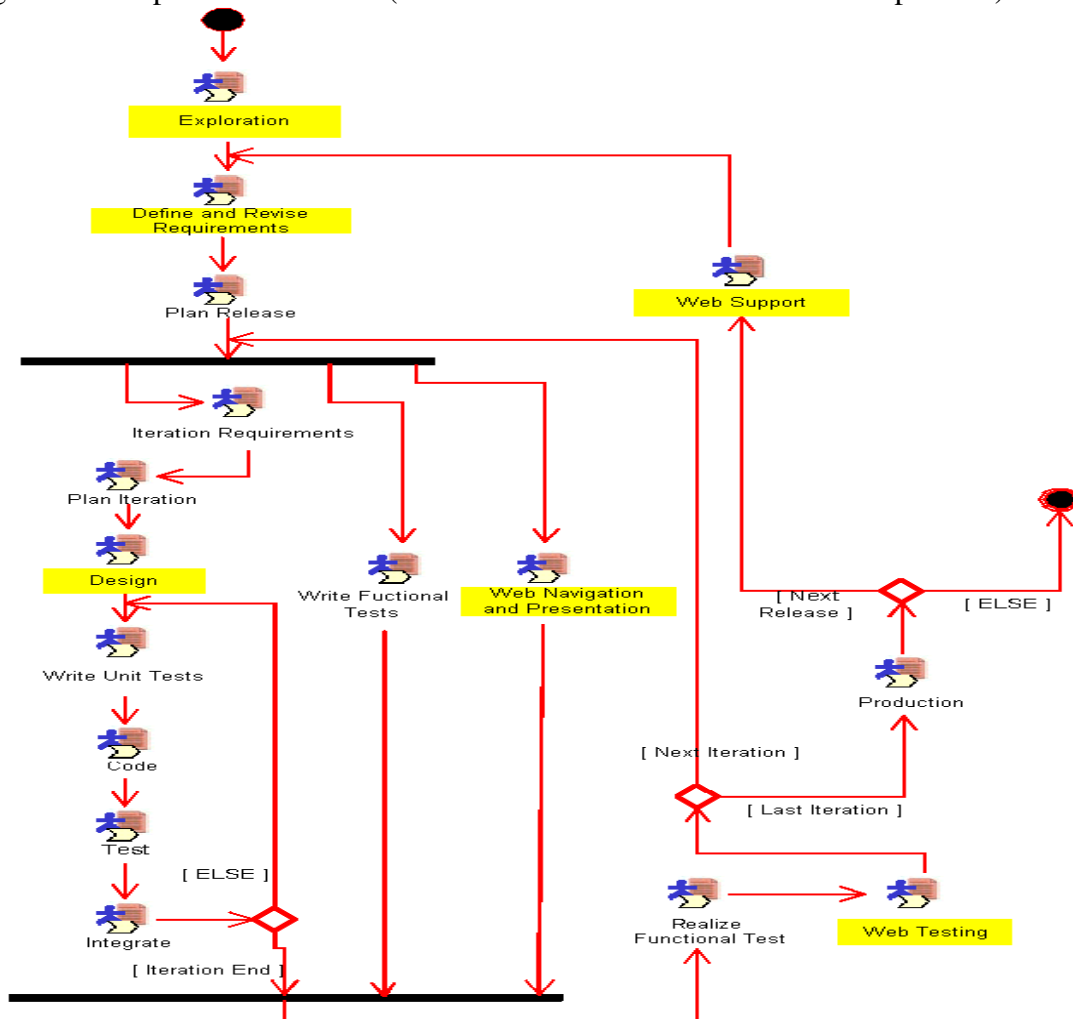 Exploration
Define and Revise
Requirements
Web Support
Plan Release
Iteration Requirements
Plan Iteration
Design
Write Fuctional
Tests
Web Navigation
and Presentation
[ Next
Release ]
[ ELSE ]
Write Unit Tests
Production
Code
[ Next Iteration ]
[ Last Iteration ]
Test
[ ELSE ]
Integrate
Realize
Functional Test
Web Testing
[ Iteration End ]